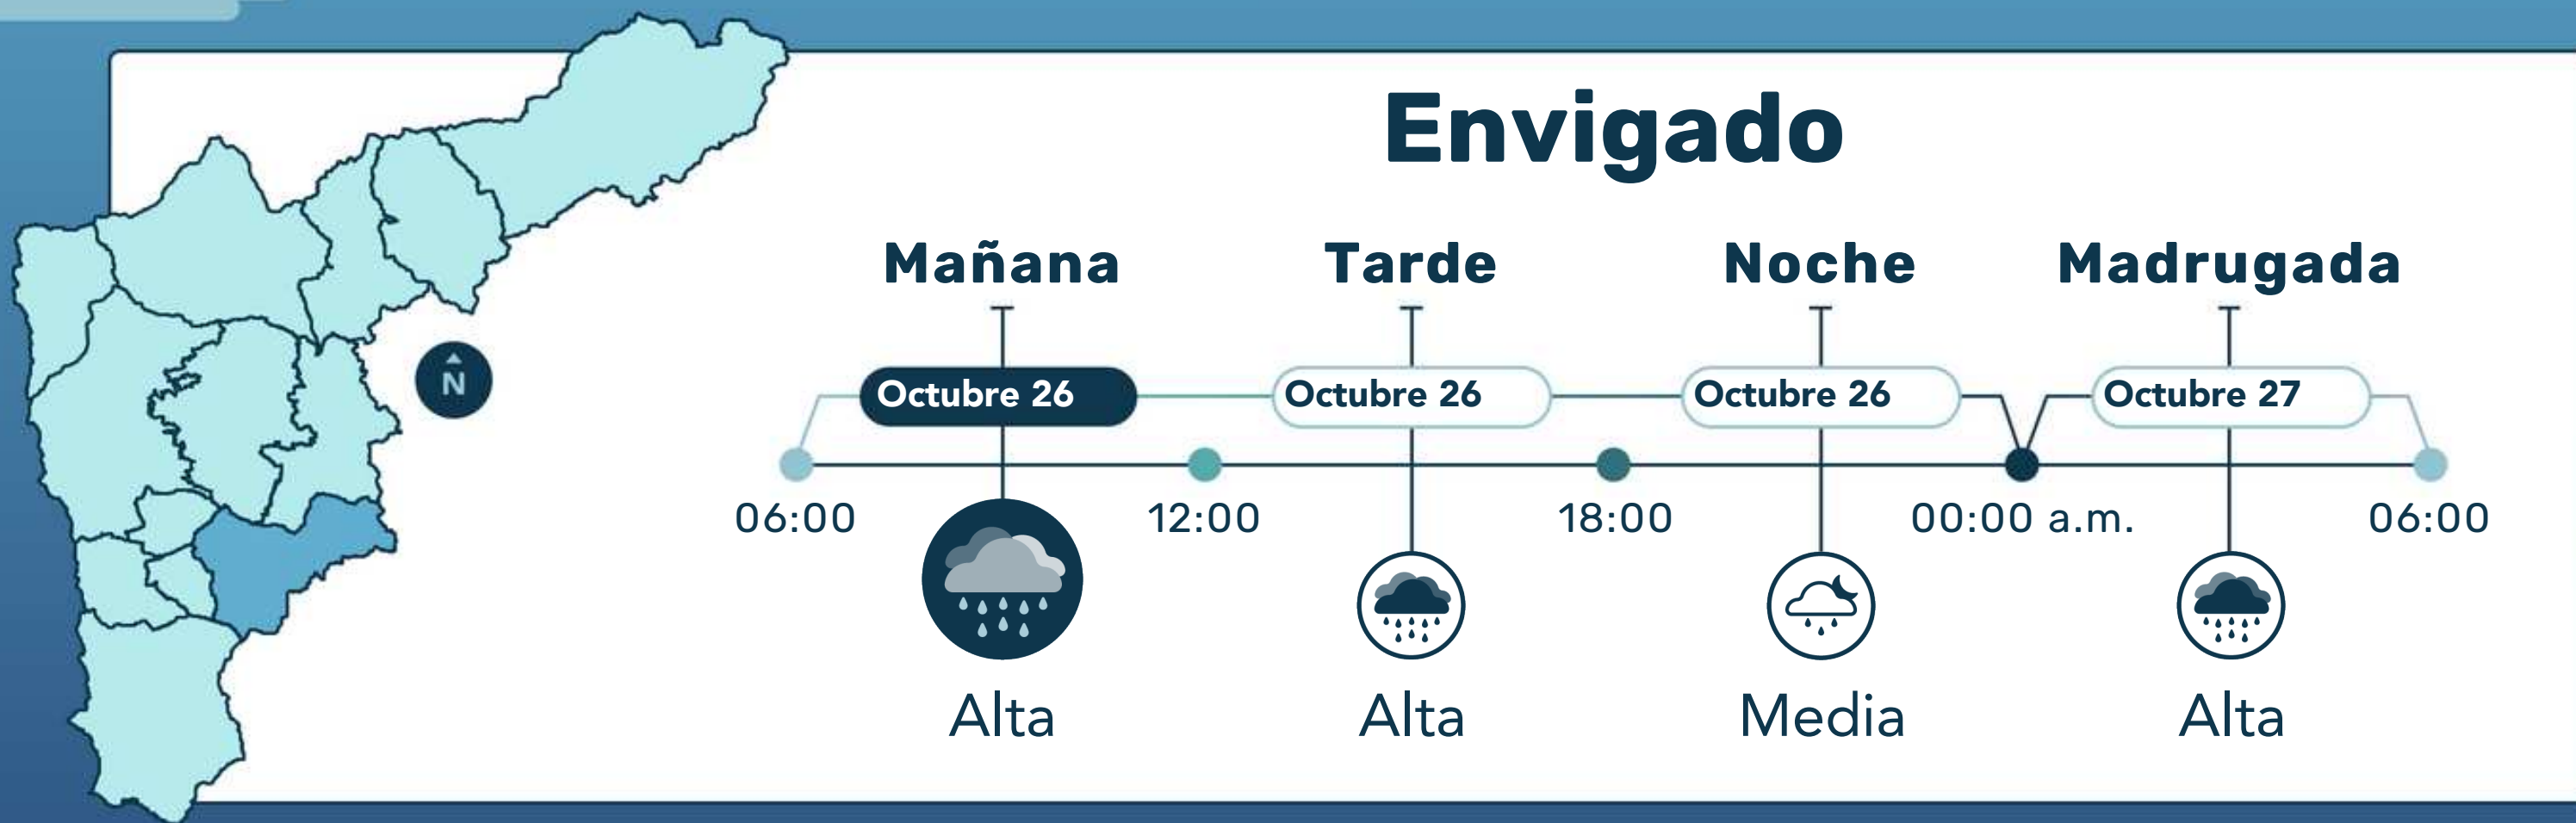 Envigado
Mañana Tarde Noche Madrugada
Octubre 26 Octubre 26 Octubre 26 Octubre 27
N
06:00 12:00 18:00 00:00 a.m. 06:00
Alta Alta Media Alta